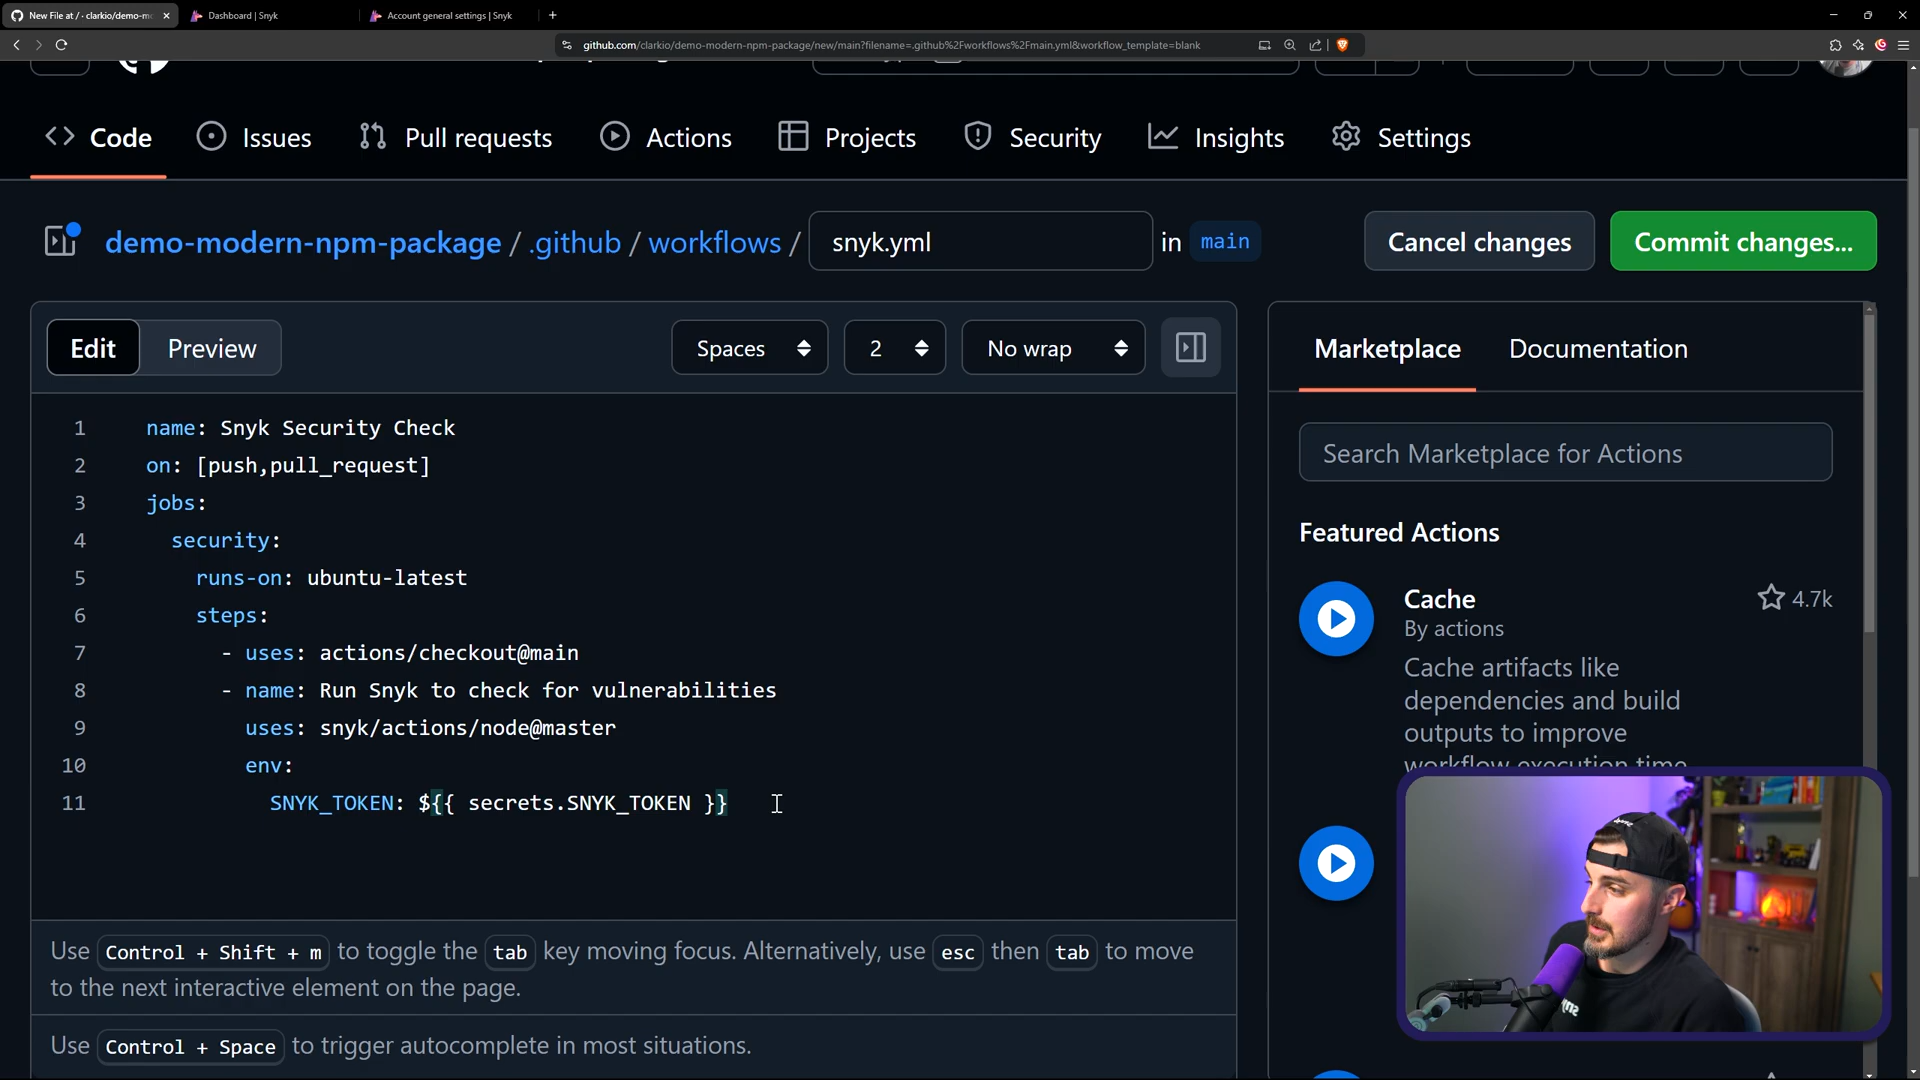 New File at / · clarkio/demo-mo
Dashboard | Snyk
Account general settings | Snyk
github.com/clarkio/demo-modern-npm-package/new/main?filename=.github%2Fworkflows%2Fmain.yml&workflow_template=blank
Code
Issues
Pull requests
Actions
Projects
Security
Insights
Settings
demo-modern-npm-package / .github / workflows / snyk.yml in main
Cancel changes
Commit changes...
Edit
Preview
Spaces
2
No wrap
Marketplace
Documentation
1 name: Snyk Security Check
2 on: [push,pull_request]
3 jobs:
4 security:
5 runs-on: ubuntu-latest
6 steps:
7 - uses: actions/checkout@main
8 - name: Run Snyk to check for vulnerabilities
9 uses: snyk/actions/node@master
10 env:
11 SNYK_TOKEN: ${{ secrets.SNYK_TOKEN }}
Search Marketplace for Actions
Featured Actions
Cache
4.7k
By actions
Cache artifacts like
dependencies and build
outputs to improve
workflow execution time
Use Control + Shift + m to toggle the tab key moving focus. Alternatively, use esc then tab to move
to the next interactive element on the page.
Use Control + Space to trigger autocomplete in most situations.